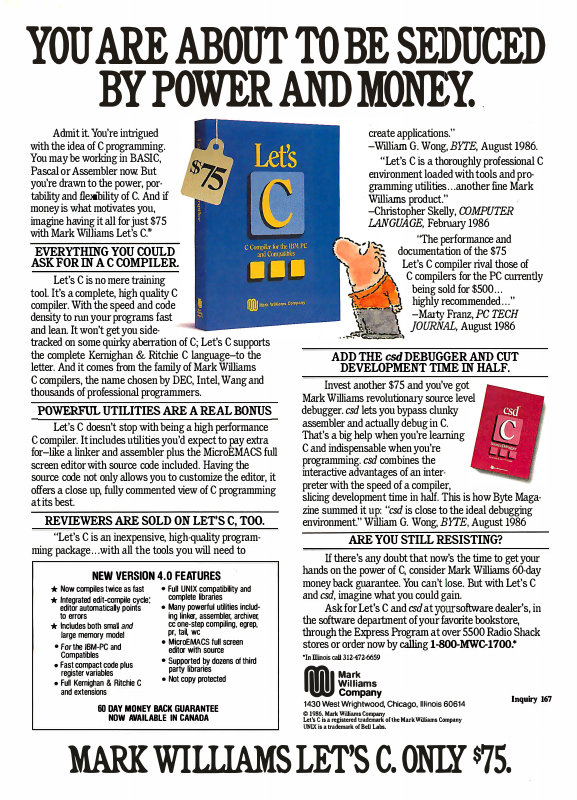 YOU ARE ABOUT TO BE SEDUCED
BY POWER AND MONEY.
Admit it. You're intrigued
with the idea of C programming.
You may be working in BASIC,
Pascal or Assembler now. But
you're drawn to the power, por-
tability and flexibility of C. And if
money is what motivates you,
imagine having it all for just $75
with Mark Williams Let's C.*
EVERYTHING YOU COULD
ASK FOR IN A C COMPILER.
Let's C is no mere training
tool. It's a complete, high quality C
compiler. With the speed and code
density to run your programs fast
and lean. It won't get you side-
tracked on some quirky aberration of C; Let's C supports
the complete Kernighan & Ritchie C language–to the
letter. And it comes from the family of Mark Williams
C compilers, the name chosen by DEC, Intel, Wang and
thousands of professional programmers.
POWERFUL UTILITIES ARE A REAL BONUS
Let's C doesn't stop with being a high performance
C compiler. It includes utilities you'd expect to pay extra
for–like a linker and assembler plus the MicroEMACS full
screen editor with source code included. Having the
source code not only allows you to customize the editor, it
offers a close up, fully commented view of C programming
at its best.
REVIEWERS ARE SOLD ON LET'S C, TOO.
"Let's C is an inexpensive, high-quality program-
ming package…with all the tools you will need to
NEW VERSION 4.0 FEATURES
★ Now compiles twice as fast
★ Integrated edit-compile cycle:
editor automatically points
to errors
★ Includes both small and
large memory model
• For the IBM-PC and
Compatibles
• Fast compact code plus
register variables
• Full Kernighan & Ritchie C
and extensions
• Full UNIX compatibility and
complete libraries
• Many powerful utilities includ-
ing linker, assembler, archiver,
cc one-step compiling, egrep,
pr, tail, wc
• MicroEMACS full screen
editor with source
• Supported by dozens of third
party libraries
• Not copy protected
60 DAY MONEY BACK GUARANTEE
NOW AVAILABLE IN CANADA
$75
Let's
C
C Compiler for the IBM PC
and Compatibles
Mark Williams Company
create applications."
–William G. Wong, BYTE, August 1986.
"Let's C is a thoroughly professional C
environment loaded with tools and pro-
gramming utilities…another fine Mark
Williams product."
–Christopher Skelly, COMPUTER
LANGUAGE, February 1986
"The performance and
documentation of the $75
Let's C compiler rival those of
C compilers for the PC currently
being sold for $500…
highly recommended…"
–Marty Franz, PC TECH
JOURNAL, August 1986
ADD THE csd DEBUGGER AND CUT
DEVELOPMENT TIME IN HALF.
Invest another $75 and you've got
Mark Williams revolutionary source level
debugger. csd lets you bypass clunky
assembler and actually debug in C.
That's a big help when you're learning
C and indispensable when you're
programming. csd combines the
interactive advantages of an inter-
preter with the speed of a compiler,
slicing development time in half. This is how Byte Maga-
zine summed it up: "csd is close to the ideal debugging
environment." William G. Wong, BYTE, August 1986
csd
C
ARE YOU STILL RESISTING?
If there's any doubt that now's the time to get your
hands on the power of C, consider Mark Williams 60-day
money back guarantee. You can't lose. But with Let's C
and csd, imagine what you could gain.
Ask for Let's C and csd at your software dealer's, in
the software department of your favorite bookstore,
through the Express Program at over 5500 Radio Shack
stores or order now by calling 1-800-MWC-1700.*
*In Illinois call 312-472-6659
Mark
Williams
Company
1430 West Wrightwood, Chicago, Illinois 60614
© 1986, Mark Williams Company
Let's C is a registered trademark of the Mark Williams Company
UNIX is a trademark of Bell Labs.
Inquiry 167
MARK WILLIAMS LET'S C. ONLY $75.